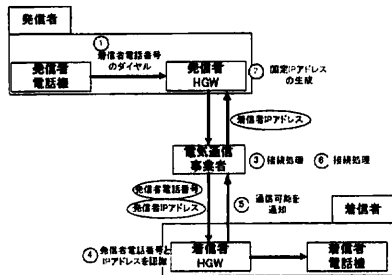 発信者
①
着信者電話番号
のダイヤル
発信者
電話機
発信者
HGW
② 固定IPアドレス
の生成
着信者IPアドレス
電気通信
事業者
③ 接続処理 ⑥ 接続処理
発信者電話番号
発信者IPアドレス
⑤ 通信可能を
通知
着信者
④ 発信者電話番号と
IPアドレスを認識
着信者
HGW
着信者
電話機